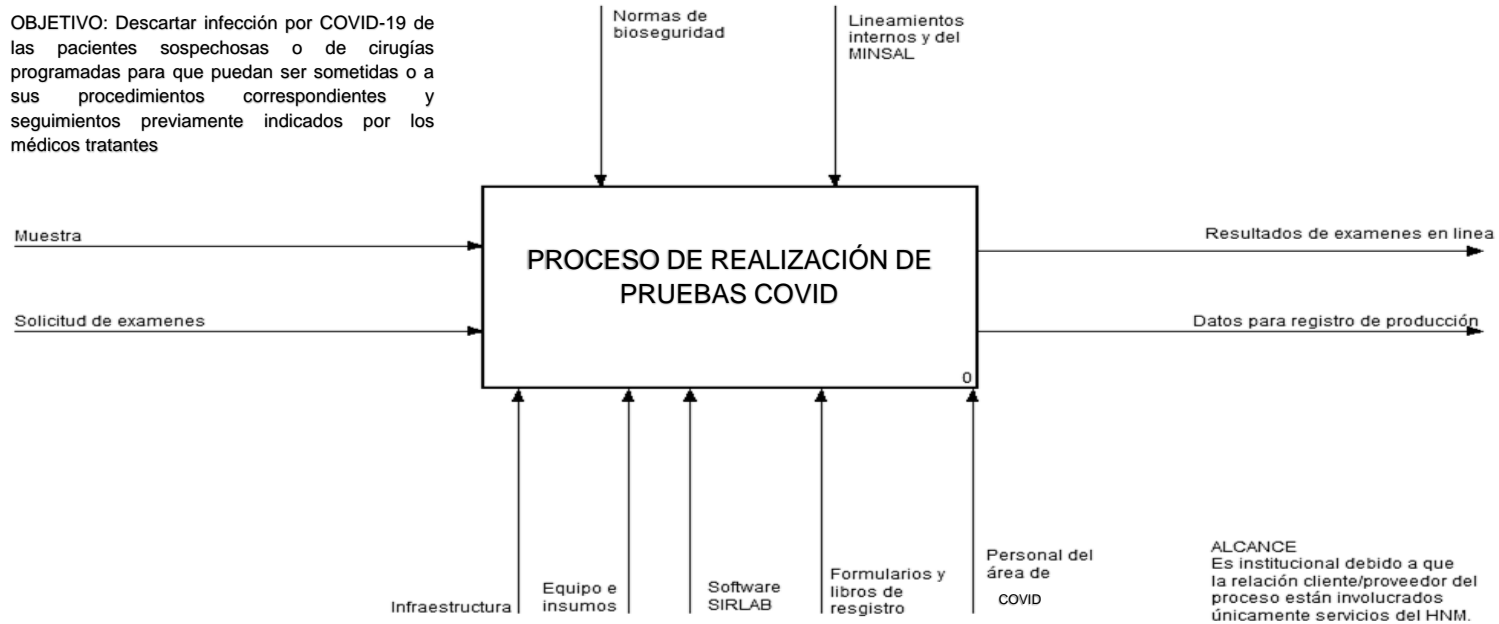 OBJETIVO: Descartar infección por COVID-19 de
las pacientes sospechosas o de cirugías
programadas para que puedan ser sometidas o a
sus procedimientos correspondientes y
seguimientos previamente indicados por los
médicos tratantes
Normas de
bioseguridad
Lineamientos
internos y del
MINSAL
Muestra
Solicitud de examenes
PROCESO DE REALIZACIÓN DE
PRUEBAS COVID
0
Resultados de examenes en linea
Datos para registro de producción
Infraestructura
Equipo e
insumos
Software
SIRLAB
Formularios y
libros de
resgistro
Personal del
área de
COVID
ALCANCE
Es institucional debido a que
la relación cliente/proveedor del
proceso están involucrados
únicamente servicios del HNM.